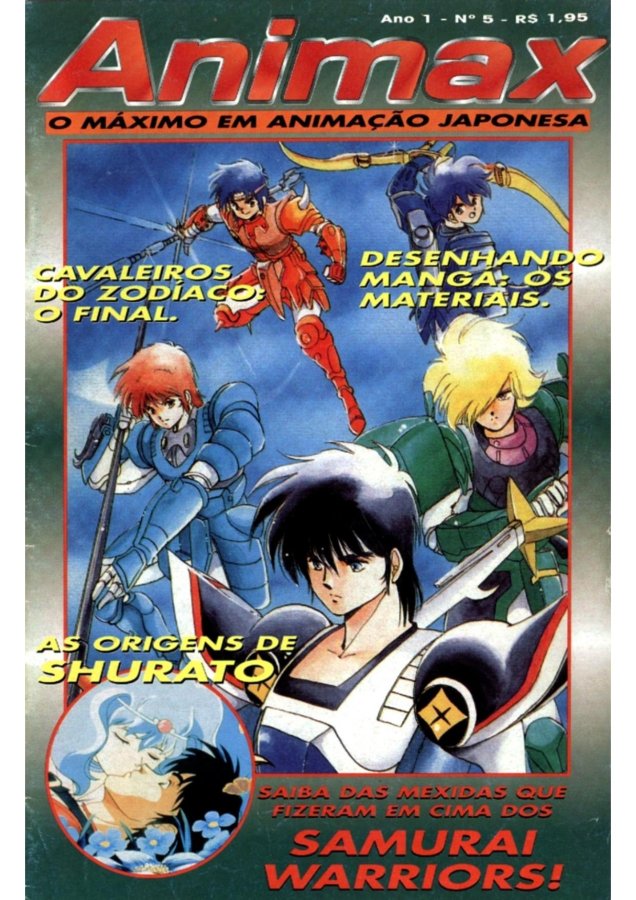 Ano 1 - Nº 5 - R$ 1,95
Animax
O MÁXIMO EM ANIMAÇÃO JAPONESA
CAVALEIROS
DO ZODÍACO:
O FINAL.
DESENHANDO
MANGÁ: OS
MATERIAIS.
AS ORIGENS DE
SHURATO
SAIBA DAS MEXIDAS QUE
FIZERAM EM CIMA DOS
SAMURAI
WARRIORS!